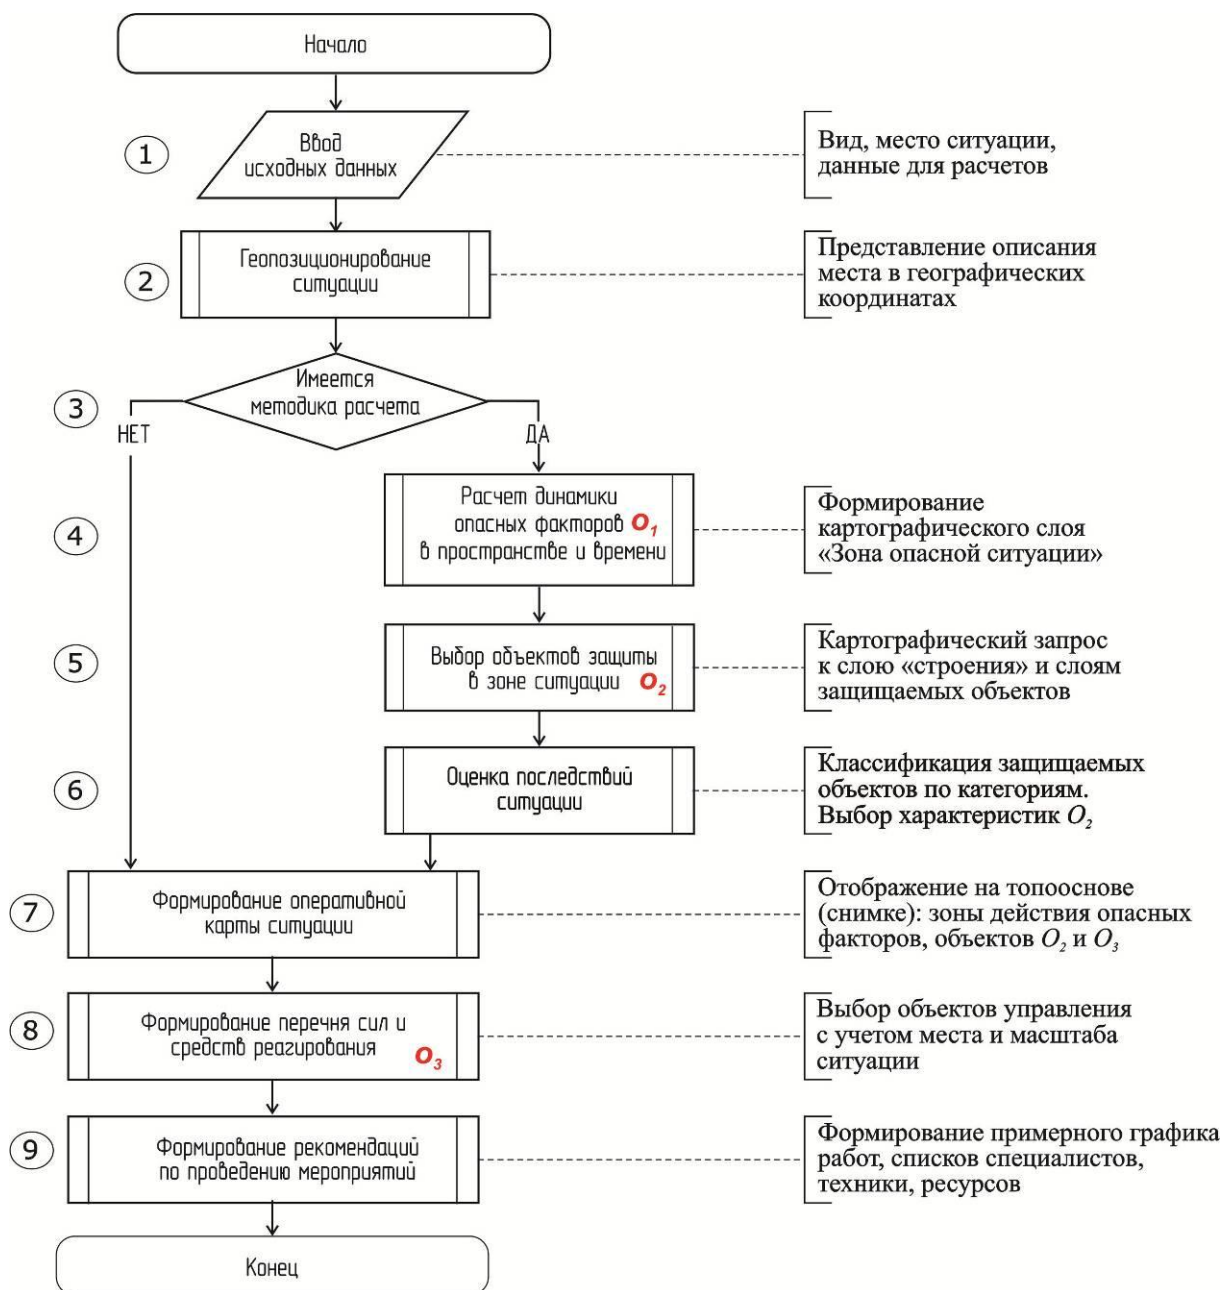 Начало
1
Ввод
исходных данных
Вид, место ситуации,
данные для расчетов
2
Геопозиционирование
ситуации
Представление описания
места в географических
координатах
3
Имеется
методика расчета
НЕТ
ДА
4
Расчет динамики
опасных факторов O₁
в пространстве и времени
Формирование
картографического слоя
«Зона опасной ситуации»
5
Выбор объектов защиты
в зоне ситуации O₂
Картографический запрос
к слою «строения» и слоям
защищаемых объектов
6
Оценка последствий
ситуации
Классификация защищаемых
объектов по категориям.
Выбор характеристик O₂
7
Формирование оперативной
карты ситуации
Отображение на топооснове
(снимке): зоны действия опасных
факторов, объектов O₂ и O₃
8
Формирование перечня сил и
средств реагирования O₃
Выбор объектов управления
с учетом места и масштаба
ситуации
9
Формирование рекомендаций
по проведению мероприятий
Формирование примерного графика
работ, списков специалистов,
техники, ресурсов
Конец